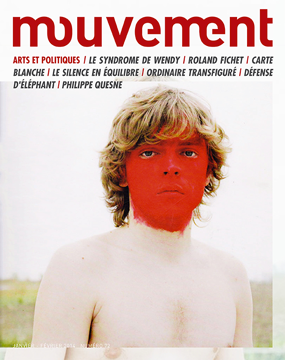 mouvement
ARTS ET POLITIQUES / LE SYNDROME DE WENDY / ROLAND FICHET / CARTE
BLANCHE / LE SILENCE EN ÉQUILIBRE / ORDINAIRE TRANSFIGURÉ / DÉFENSE
D'ÉLÉPHANT / PHILIPPE QUESNE